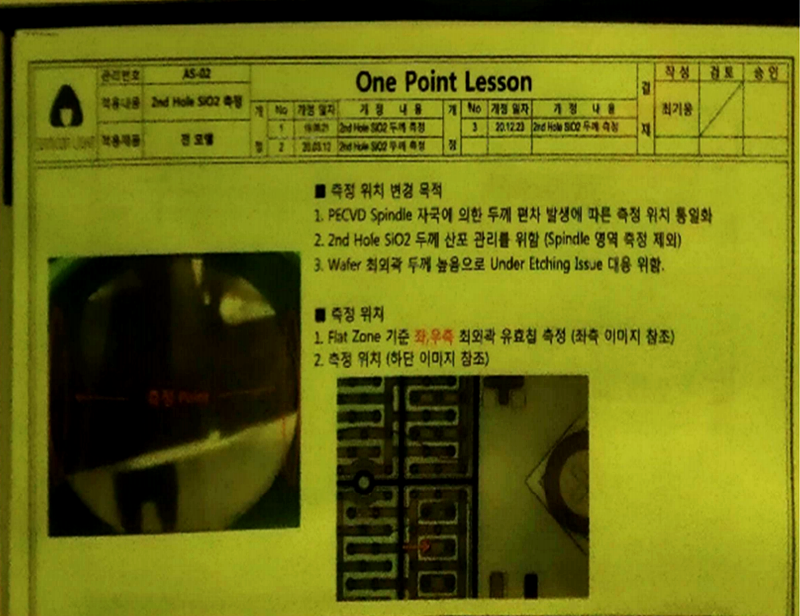 관리번호 AS-02
One Point Lesson
작성 검토 승인
적용내용 2nd Hole SiO2 측정
개정 No 개정 일자 개정 내용
개정 No 개정 일자 개정 내용
결재
최기웅
1 2nd Hole SiO2 두께 측정
3 20.12.23 2nd Hole SiO2 두께 측정
적용제품 전 모델
2 20.03.12 2nd Hole SiO2 두께 측정
■ 측정 위치 변경 목적
1. PECVD Spindle 자국에 의한 두께 편차 발생에 따른 측정 위치 통일화
2. 2nd Hole SiO2 두께 산포 관리를 위함 (Spindle 영역 측정 제외)
3. Wafer 최외곽 두께 높음으로 Under Etching Issue 대응 위함.
■ 측정 위치
1. Flat Zone 기준 좌,우측 최외곽 유효칩 측정 (좌측 이미지 참조)
2. 측정 위치 (하단 이미지 참조)
측정 Point